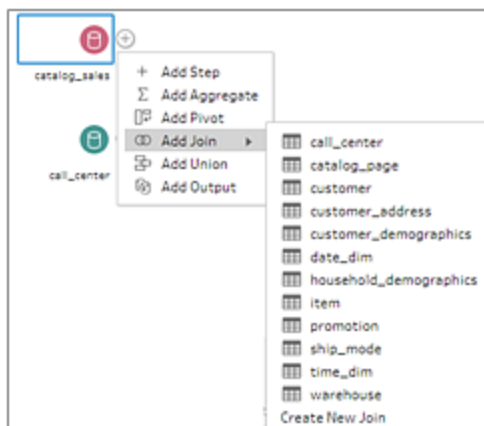 catalog_sales
call_center
Add Step
Add Aggregate
Add Pivot
Add Join
Add Union
Add Output
call_center
catalog_page
customer
customer_address
customer_demographics
date_dim
household_demographics
item
promotion
ship_mode
time_dim
warehouse
Create New Join